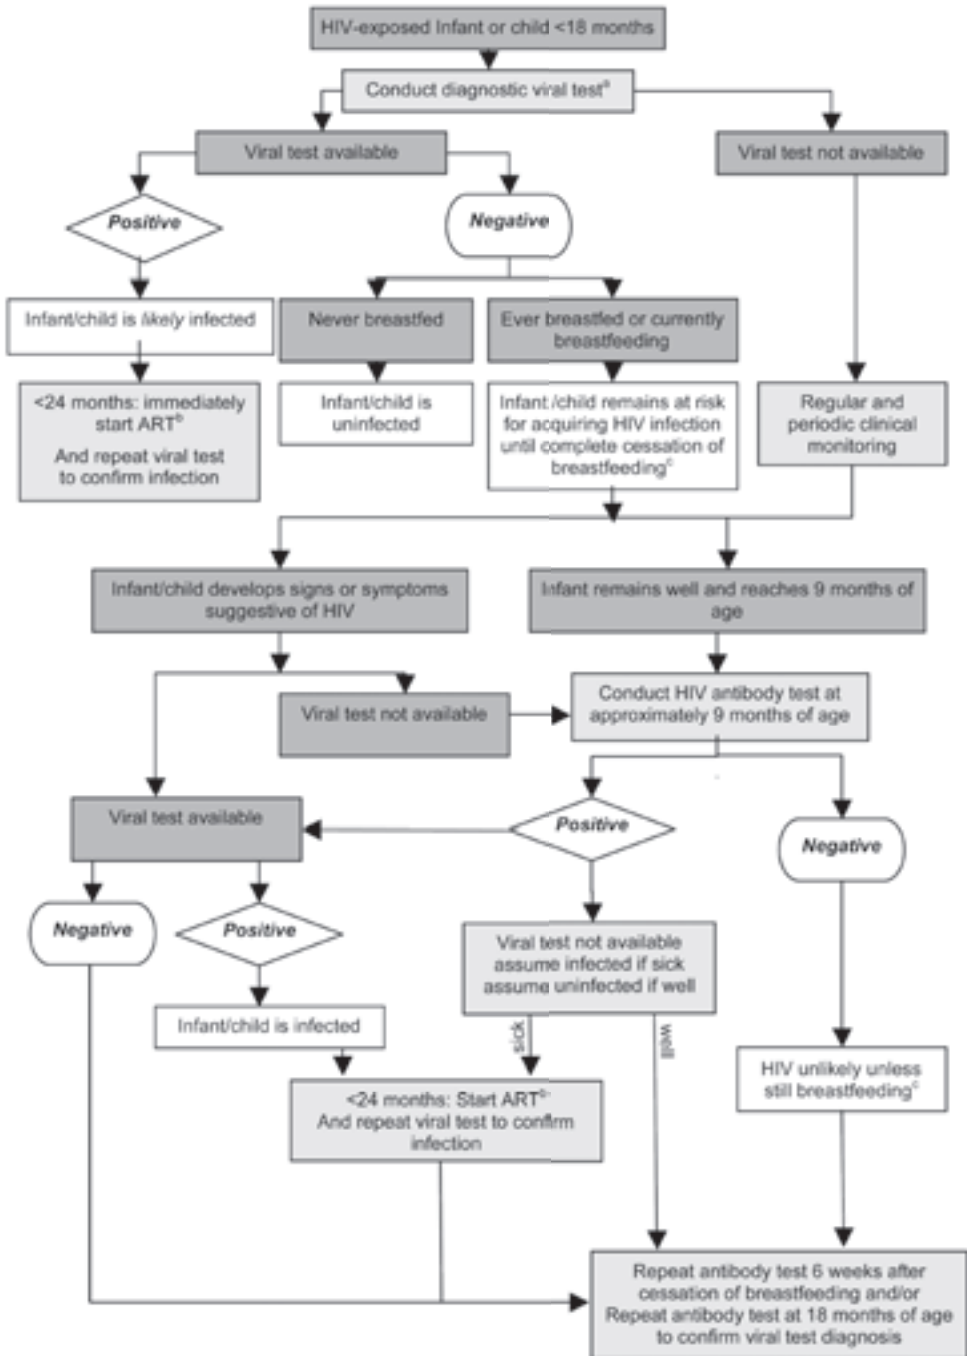 HIV-exposed Infant or child <18 months
Conduct diagnostic viral testa
Viral test available
Viral test not available
Positive
Negative
Infant/child is likely infected
Never breastfed
Ever breastfed or currently
breastfeeding
<24 months: immediately
start ARTb
And repeat viral test
to confirm infection
Infant/child is
uninfected
Infant /child remains at risk
for acquiring HIV infection
until complete cessation of
breastfeedingc
Regular and
periodic clinical
monitoring
Infant/child develops signs or symptoms
suggestive of HIV
Infant remains well and reaches 9 months of
age
Viral test not available
Conduct HIV antibody test at
approximately 9 months of age
Viral test available
Positive
Negative
Negative
Positive
Viral test not available
assume infected if sick
assume uninfected if well
Infant/child is infected
sick
well
HIV unlikely unless
still breastfeedingc
<24 months: Start ARTb
And repeat viral test to confirm
infection
Repeat antibody test 6 weeks after
cessation of breastfeeding and/or
Repeat antibody test at 18 months of age
to confirm viral test diagnosis